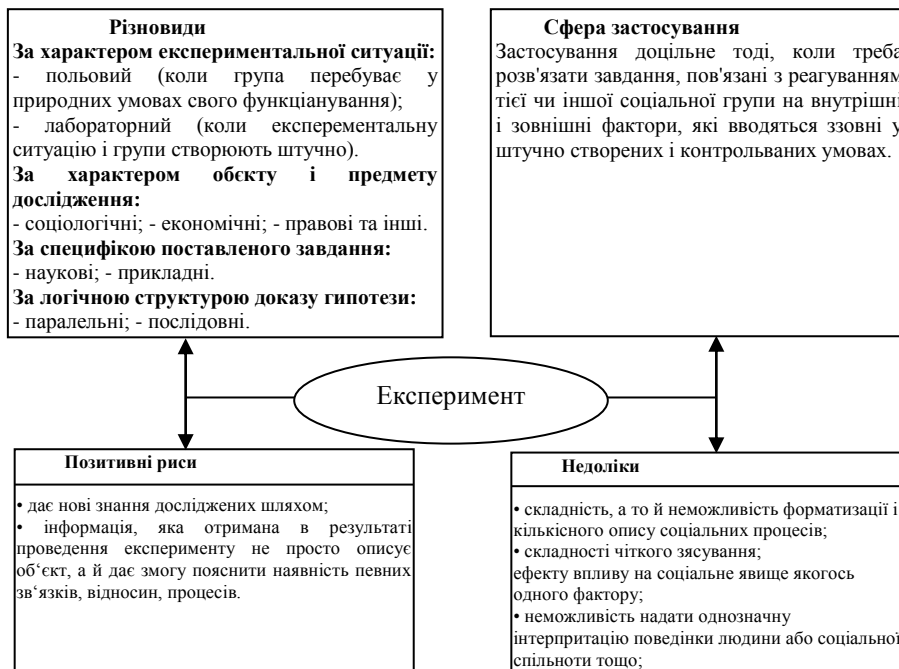 Різновиди
За характером експериментальної ситуації:
- польовий (коли група перебуває у
природних умовах свого функціанування);
- лабораторний (коли експерементальну
ситуацію і групи створюють штучно).
За характером обєкту і предмету
дослідження:
- соціологічні; - економічні; - правові та інші.
За специфікою поставленого завдання:
- наукові; - прикладні.
За логічною структурою доказу гипотези:
- паралельні; - послідовні.
Сфера застосування
Застосування доцільне тоді, коли треба
розв'язати завдання, пов'язані з реагуванням
тієї чи іншої соціальної групи на внутрішні
і зовнішні фактори, які вводяться ззовні у
штучно створених і контрольваних умовах.
Експеримент
Позитивні риси
• дає нові знання досліджених шляхом;
• інформація, яка отримана в результаті
проведення експерименту не просто описує
об‘єкт, а й дає змогу пояснити наявність певних
зв‘язків, відносин, процесів.
Недоліки
• складність, а то й неможливість форматизації і
кількісного опису соціальних процесів;
• складності чіткого зясування;
ефекту впливу на соціальне явище якогось
одного фактору;
• неможливість надати однозначну
інтерпритацію поведінки людини або соціальної
спільноти тощо;